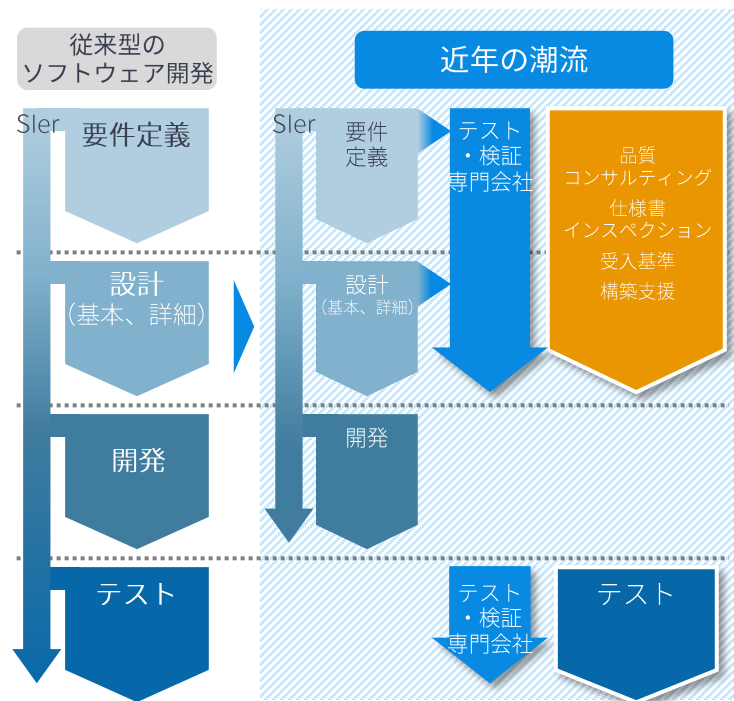 従来型の
ソフトウェア開発
SIer
要件定義
設計
（基本、詳細）
開発
テスト
近年の潮流
SIer
要件
定義
設計
（基本、詳細）
開発
テスト
・検証
専門会社
品質
コンサルティング
仕様書
インスペクション
受入基準
構築支援
テスト
・検証
専門会社
テスト